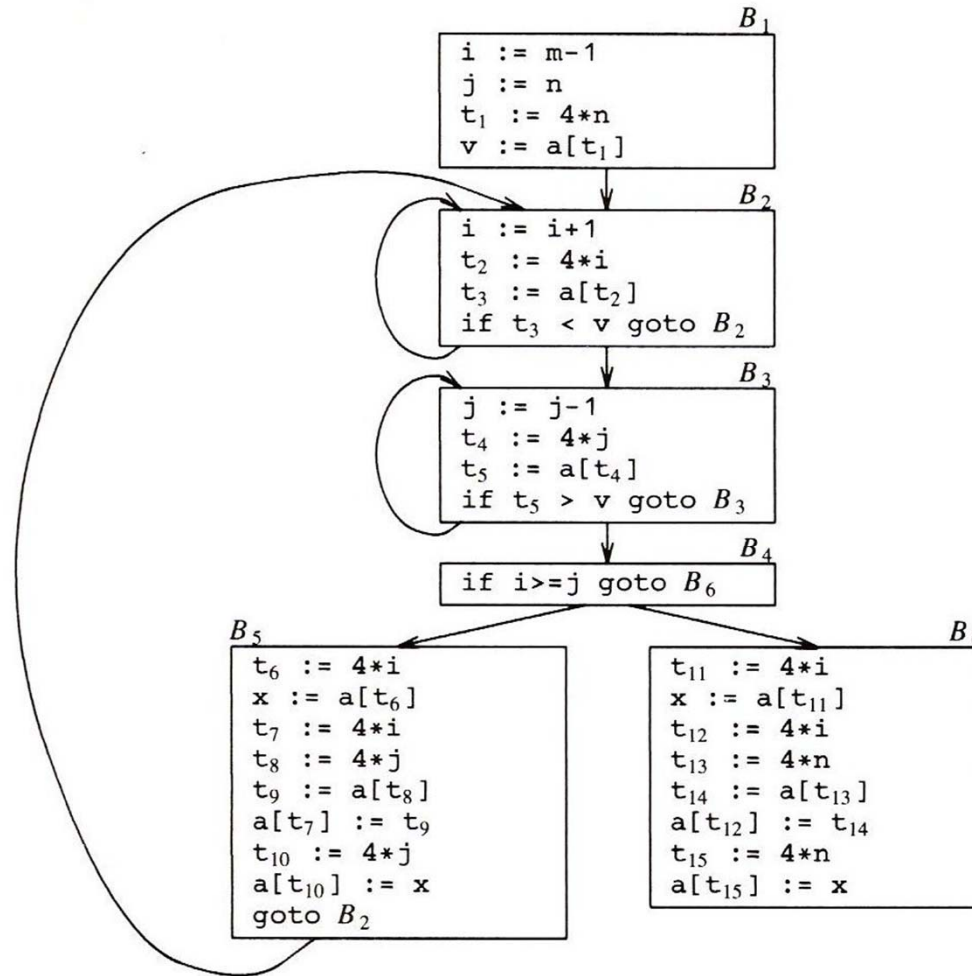 B₁
i := m-1
j := n
t₁ := 4*n
v := a[t₁]
B₂
i := i+1
t₂ := 4*i
t₃ := a[t₂]
if t₃ < v goto B₂
B₃
j := j-1
t₄ := 4*j
t₅ := a[t₄]
if t₅ > v goto B₃
B₄
if i>=j goto B₆
B₅
t₆ := 4*i
x := a[t₆]
t₇ := 4*i
t₈ := 4*j
t₉ := a[t₈]
a[t₇] := t₉
t₁₀ := 4*j
a[t₁₀] := x
goto B₂
B
t₁₁ := 4*i
x := a[t₁₁]
t₁₂ := 4*i
t₁₃ := 4*n
t₁₄ := a[t₁₃]
a[t₁₂] := t₁₄
t₁₅ := 4*n
a[t₁₅] := x